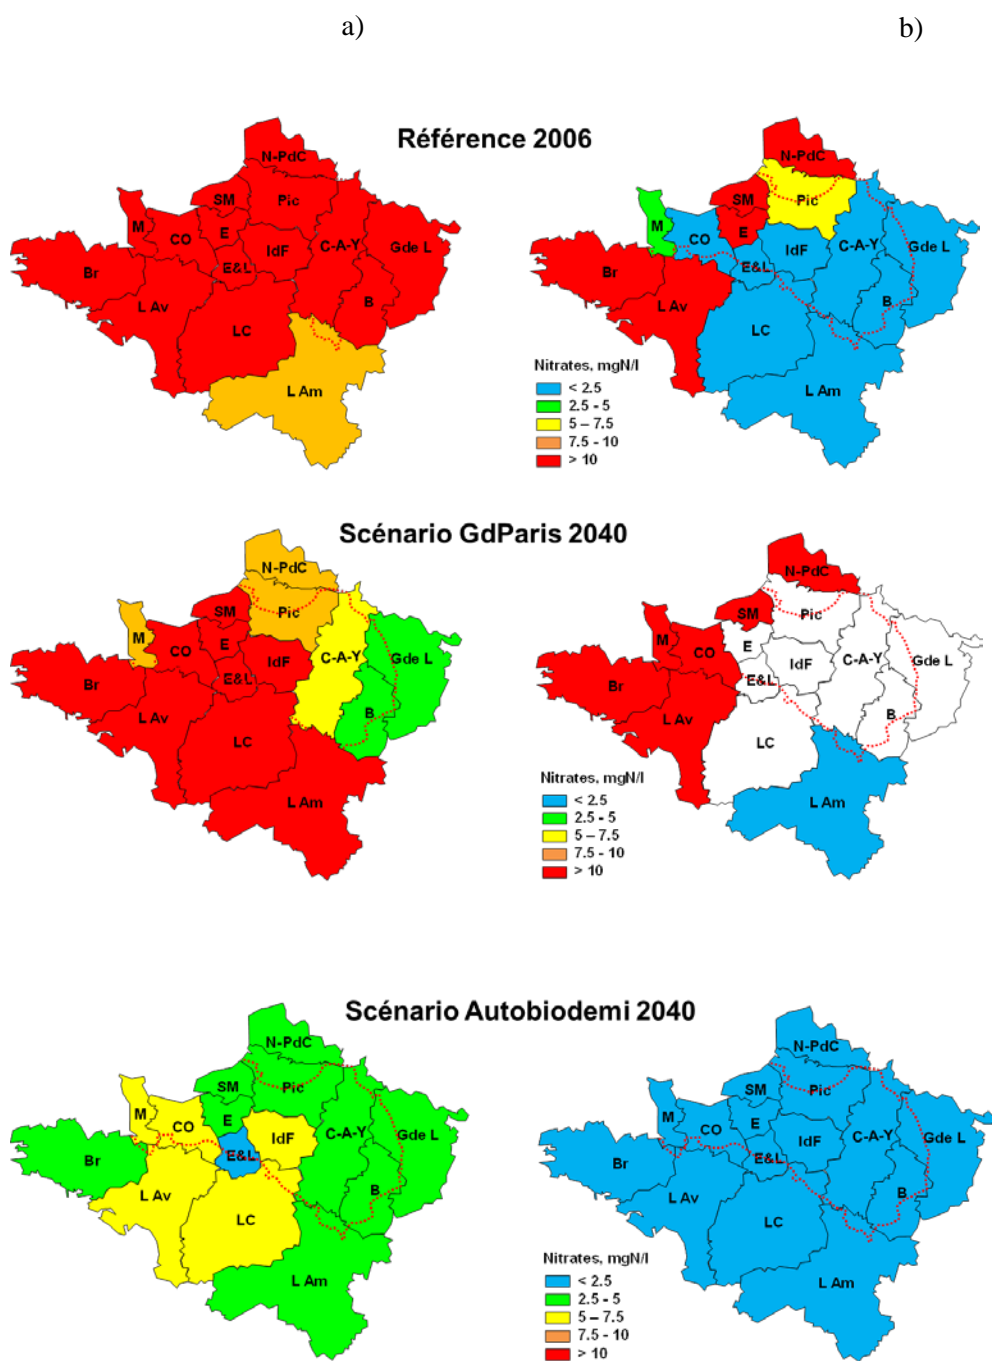 a) b)
Référence 2006
N-PdC
SM
Pic
M
CO
E
IdF
C-A-Y
Gde L
Br
E&L
L Av
B
LC
L Am
N-PdC
SM
Pic
M
CO
E
IdF
C-A-Y
Gde L
Br
E&L
L Av
B
LC
L Am
Nitrates, mgN/l
< 2.5
2.5 - 5
5 – 7.5
7.5 - 10
> 10
Scénario GdParis 2040
N-PdC
SM
Pic
M
CO
E
IdF
C-A-Y
Gde L
Br
E&L
L Av
B
LC
L Am
N-PdC
SM
Pic
M
CO
E
IdF
C-A-Y
Gde L
Br
E&L
L Av
B
LC
L Am
Nitrates, mgN/l
< 2.5
2.5 - 5
5 – 7.5
7.5 - 10
> 10
Scénario Autobiodemi 2040
N-PdC
SM
Pic
M
CO
E
IdF
C-A-Y
Gde L
Br
E&L
L Av
B
LC
L Am
N-PdC
SM
Pic
M
CO
E
IdF
C-A-Y
Gde L
Br
E&L
L Av
B
LC
L Am
Nitrates, mgN/l
< 2.5
2.5 - 5
5 – 7.5
7.5 - 10
> 10